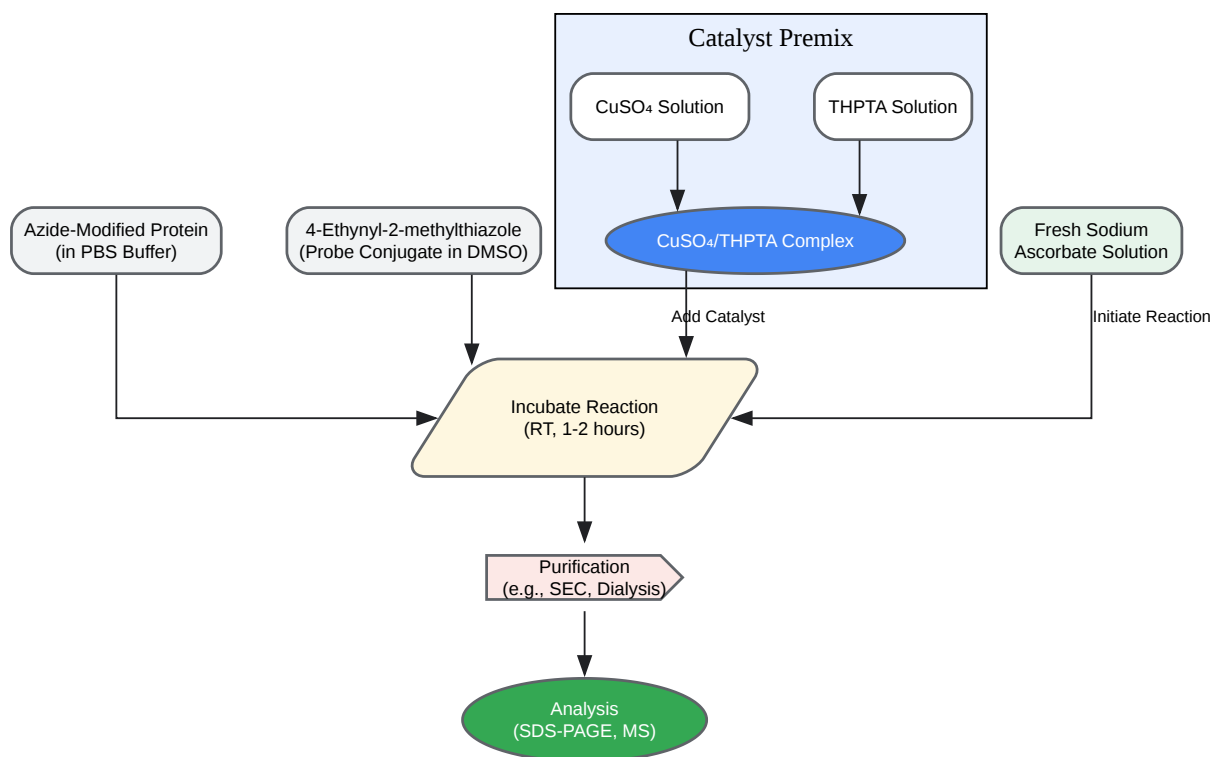 Catalyst Premix
CuSO₄ Solution
THPTA Solution
Azide-Modified Protein
(in PBS Buffer)
4-Ethynyl-2-methylthiazole
(Probe Conjugate in DMSO)
CuSO₄/THPTA Complex
Fresh Sodium
Ascorbate Solution
Add Catalyst
Initiate Reaction
Incubate Reaction
(RT, 1-2 hours)
Purification
(e.g., SEC, Dialysis)
Analysis
(SDS-PAGE, MS)